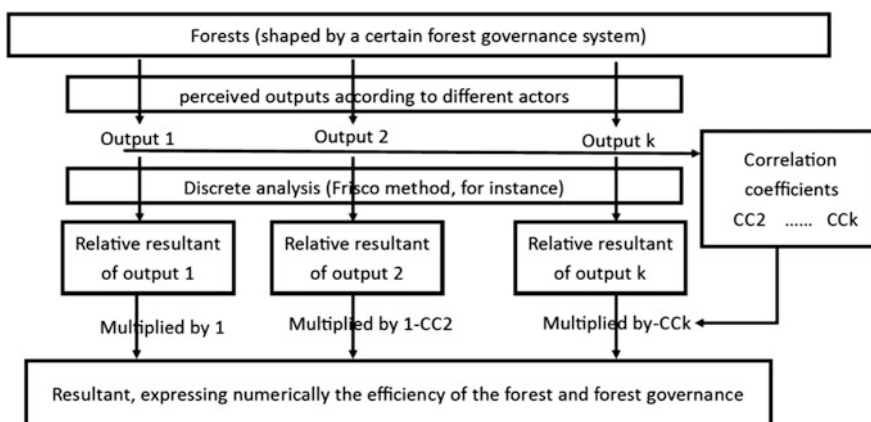 Forests (shaped by a certain forest governance system)
perceived outputs according to different actors
Output 1
Output 2
Output k
Correlation
coefficients
CC2 ...... CCk
Discrete analysis (Frisco method, for instance)
Relative resultant
of output 1
Relative resultant
of output 2
Relative resultant
of output k
Multiplied by 1
Multiplied by 1-CC2
Multiplied by-CCk
Resultant, expressing numerically the efficiency of the forest and forest governance